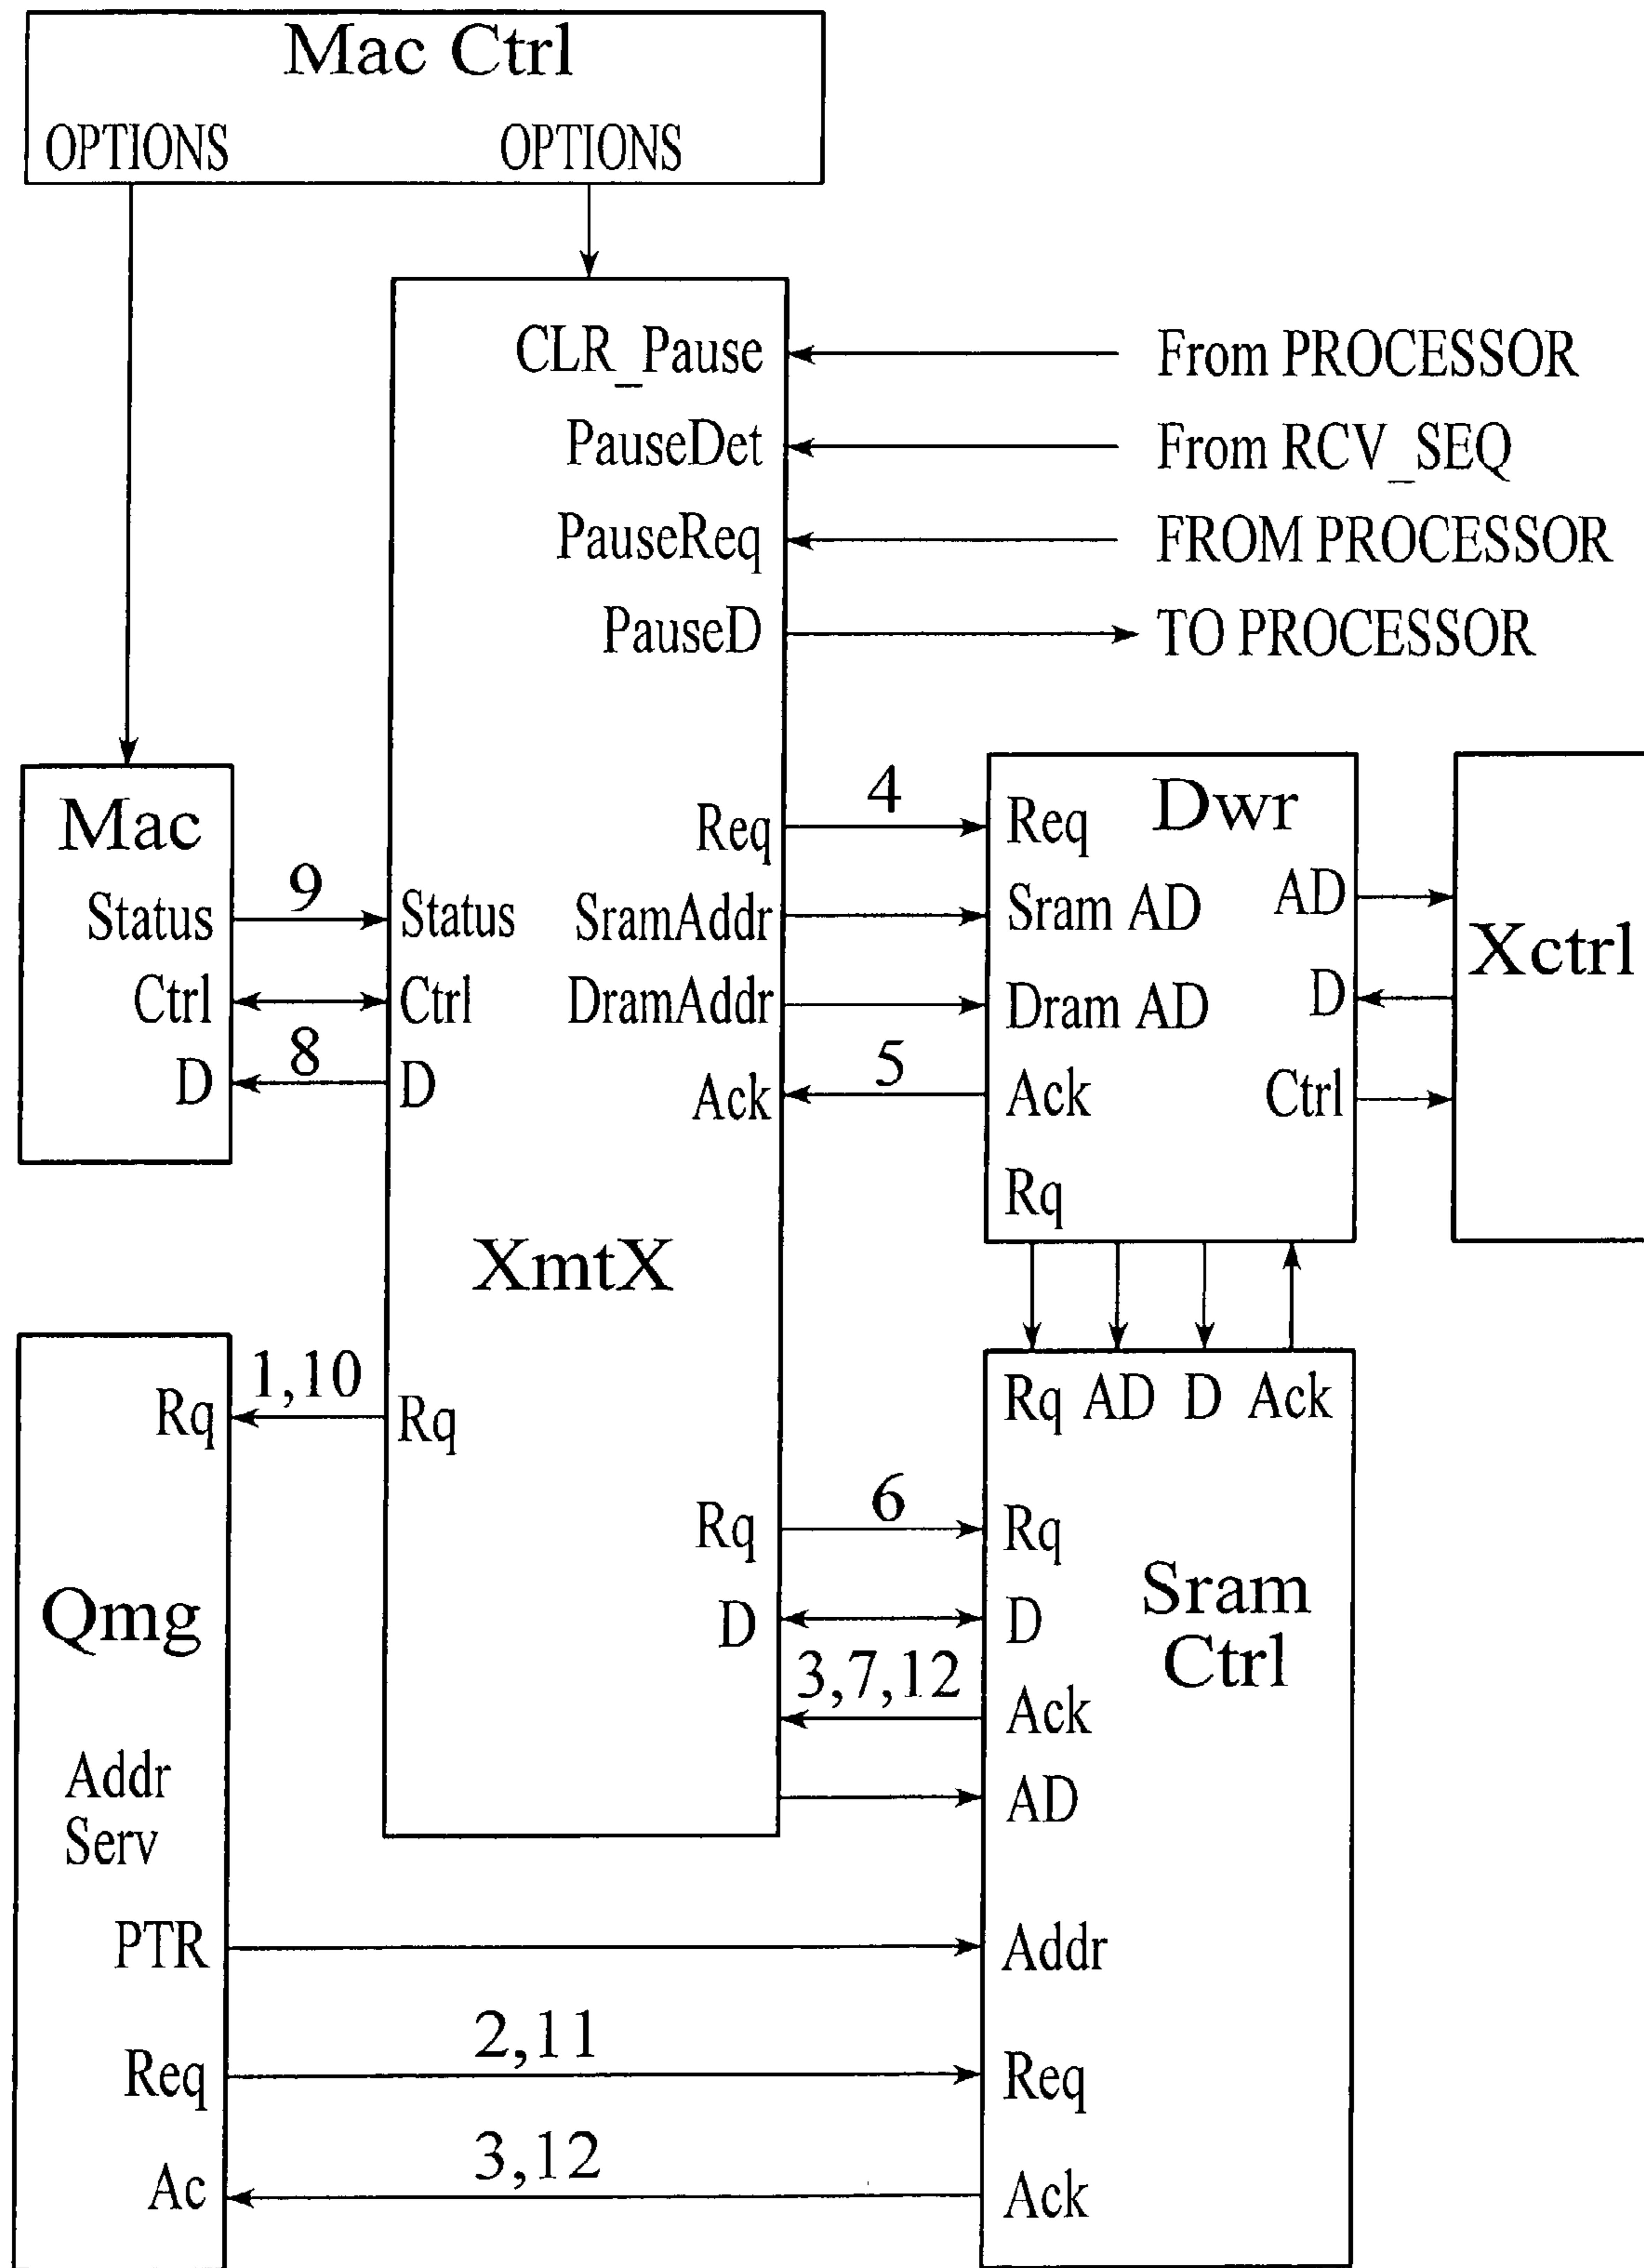 Mac Ctrl
OPTIONS OPTIONS
CLR_Pause From PROCESSOR
PauseDet From RCV_SEQ
PauseReq FROM PROCESSOR
PauseD TO PROCESSOR
Mac
Status 9 Status
Ctrl Ctrl
D 8 D
XmtX
Req 4 Req
SramAddr Sram AD
DramAddr Dram AD
Ack 5 Ack
Rq
Dwr
AD
D
Ctrl
Xctrl
Rq AD D Ack
Rq 1,10 Rq
Qmg
Addr
Serv
Rq 6 Rq
D D
3,7,12 Ack
AD
Sram
Ctrl
PTR Addr
Req 2,11 Req
Ac 3,12 Ack